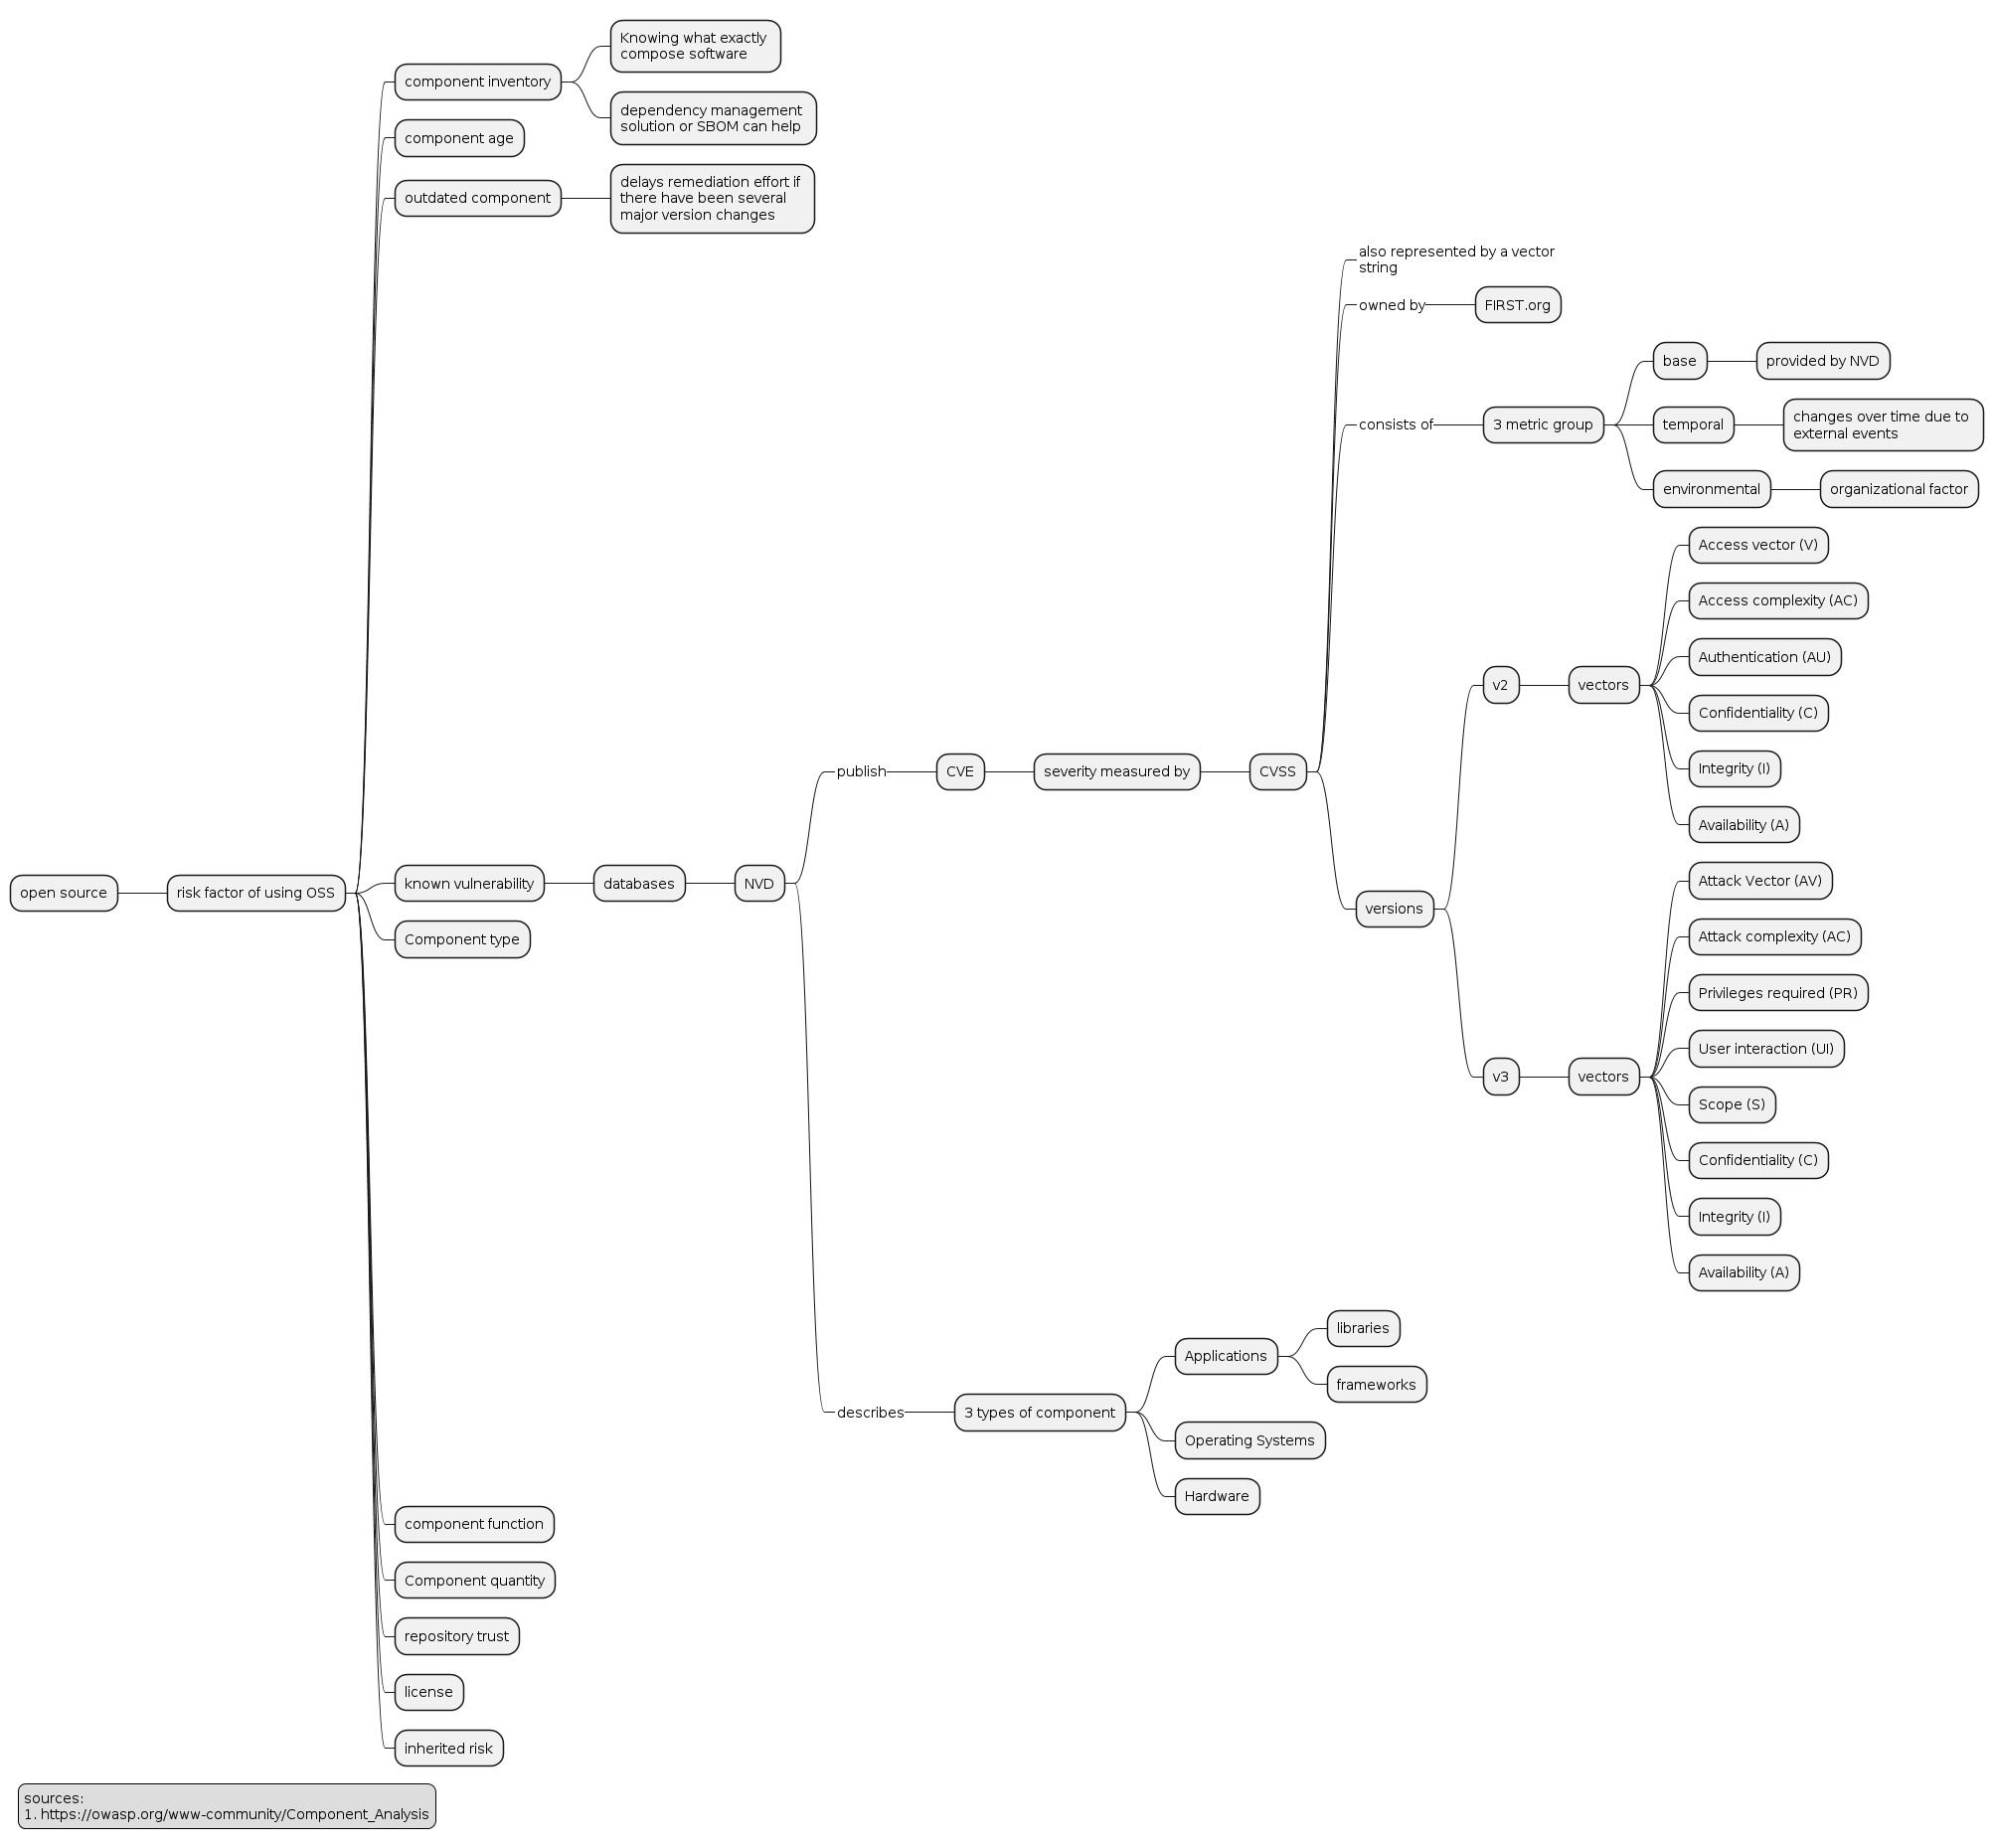 Knowing what exactly
compose software
component inventory
dependency management
solution or SBOM can help
component age
outdated component
delays remediation effort if
there have been several
major version changes
also represented by a vector
string
owned by
FIRST.org
base
provided by NVD
consists of
3 metric group
temporal
changes over time due to
external events
environmental
organizational factor
Access vector (V)
Access complexity (AC)
Authentication (AU)
v2
vectors
Confidentiality (C)
Integrity (I)
Availability (A)
publish
CVE
severity measured by
CVSS
open source
risk factor of using OSS
known vulnerability
databases
NVD
versions
Attack Vector (AV)
Attack complexity (AC)
Privileges required (PR)
User interaction (UI)
v3
vectors
Scope (S)
Confidentiality (C)
Integrity (I)
Availability (A)
Component type
describes
3 types of component
Applications
libraries
frameworks
Operating Systems
Hardware
component function
Component quantity
repository trust
license
inherited risk
sources:
1. https://owasp.org/www-community/Component_Analysis